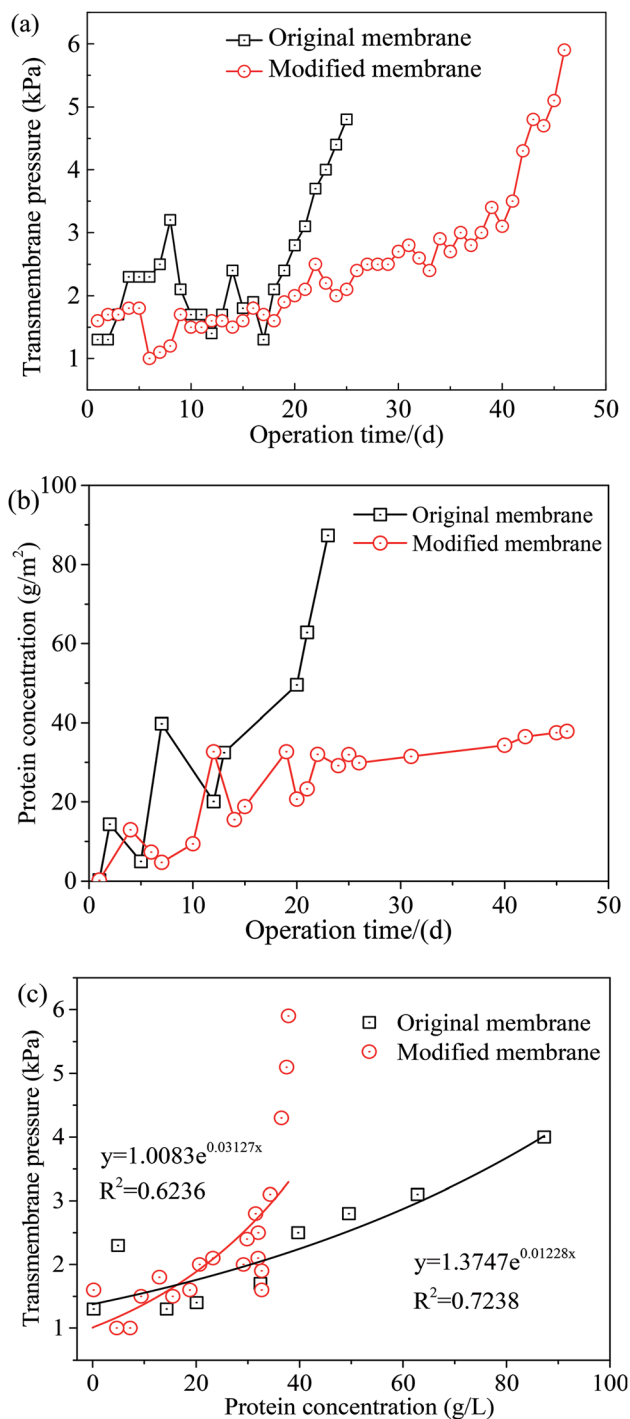 (a)
Original membrane
Modified membrane
Transmembrane pressure (kPa)
6
5
4
3
2
1
0 10 20 30 40 50
Operation time/(d)
(b)
Original membrane
Modified membrane
Protein concentration (g/m²)
100
80
60
40
20
0
0 10 20 30 40 50
Operation time/(d)
(c)
Original membrane
Modified membrane
Transmembrane pressure (kPa)
6
5
4
3
2
1
y=1.0083e^0.03127x
R²=0.6236
y=1.3747e^0.01228x
R²=0.7238
0 20 40 60 80 100
Protein concentration (g/L)